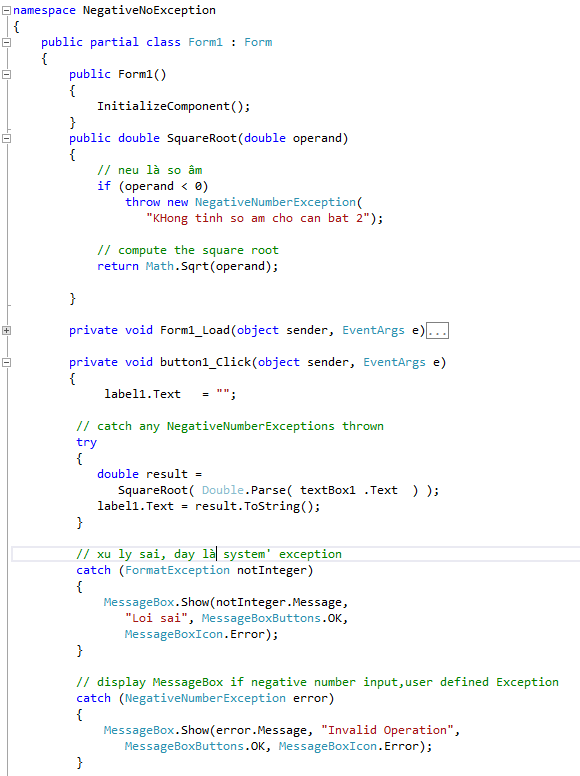 namespace NegativeNoException
{
public partial class Form1 : Form
{
public Form1()
{
InitializeComponent();
}
public double SquareRoot(double operand)
{
// neu là so âm
if (operand < 0)
throw new NegativeNumberException(
"KHong tinh so am cho can bat 2");
// compute the square root
return Math.Sqrt(operand);
}
private void Form1_Load(object sender, EventArgs e)...
private void button1_Click(object sender, EventArgs e)
{
label1.Text   = "";
// catch any NegativeNumberExceptions thrown
try
{
double result =
SquareRoot( Double.Parse( textBox1 .Text  ) );
label1.Text = result.ToString();
}
// xu ly sai, day là system' exception
catch (FormatException notInteger)
{
MessageBox.Show(notInteger.Message,
"Loi sai", MessageBoxButtons.OK,
MessageBoxIcon.Error);
}
// display MessageBox if negative number input,user defined Exception
catch (NegativeNumberException error)
{
MessageBox.Show(error.Message, "Invalid Operation",
MessageBoxButtons.OK, MessageBoxIcon.Error);
}